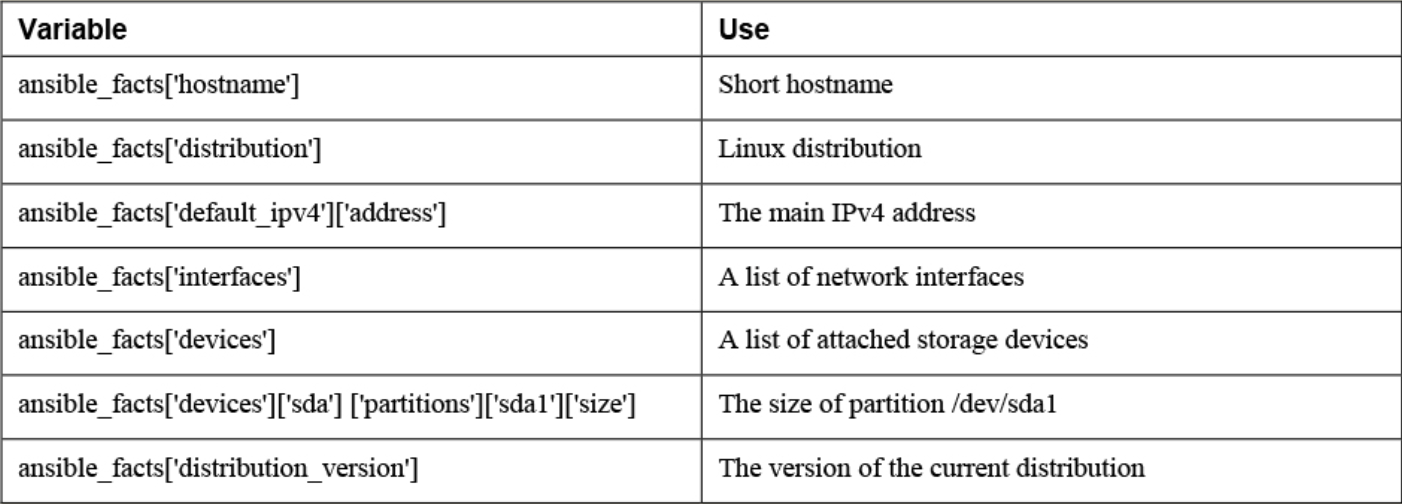 Variable Use
ansible_facts['hostname'] Short hostname
ansible_facts['distribution'] Linux distribution
ansible_facts['default_ipv4']['address'] The main IPv4 address
ansible_facts['interfaces'] A list of network interfaces
ansible_facts['devices'] A list of attached storage devices
ansible_facts['devices']['sda'] ['partitions']['sda1']['size'] The size of partition /dev/sda1
ansible_facts['distribution_version'] The version of the current distribution